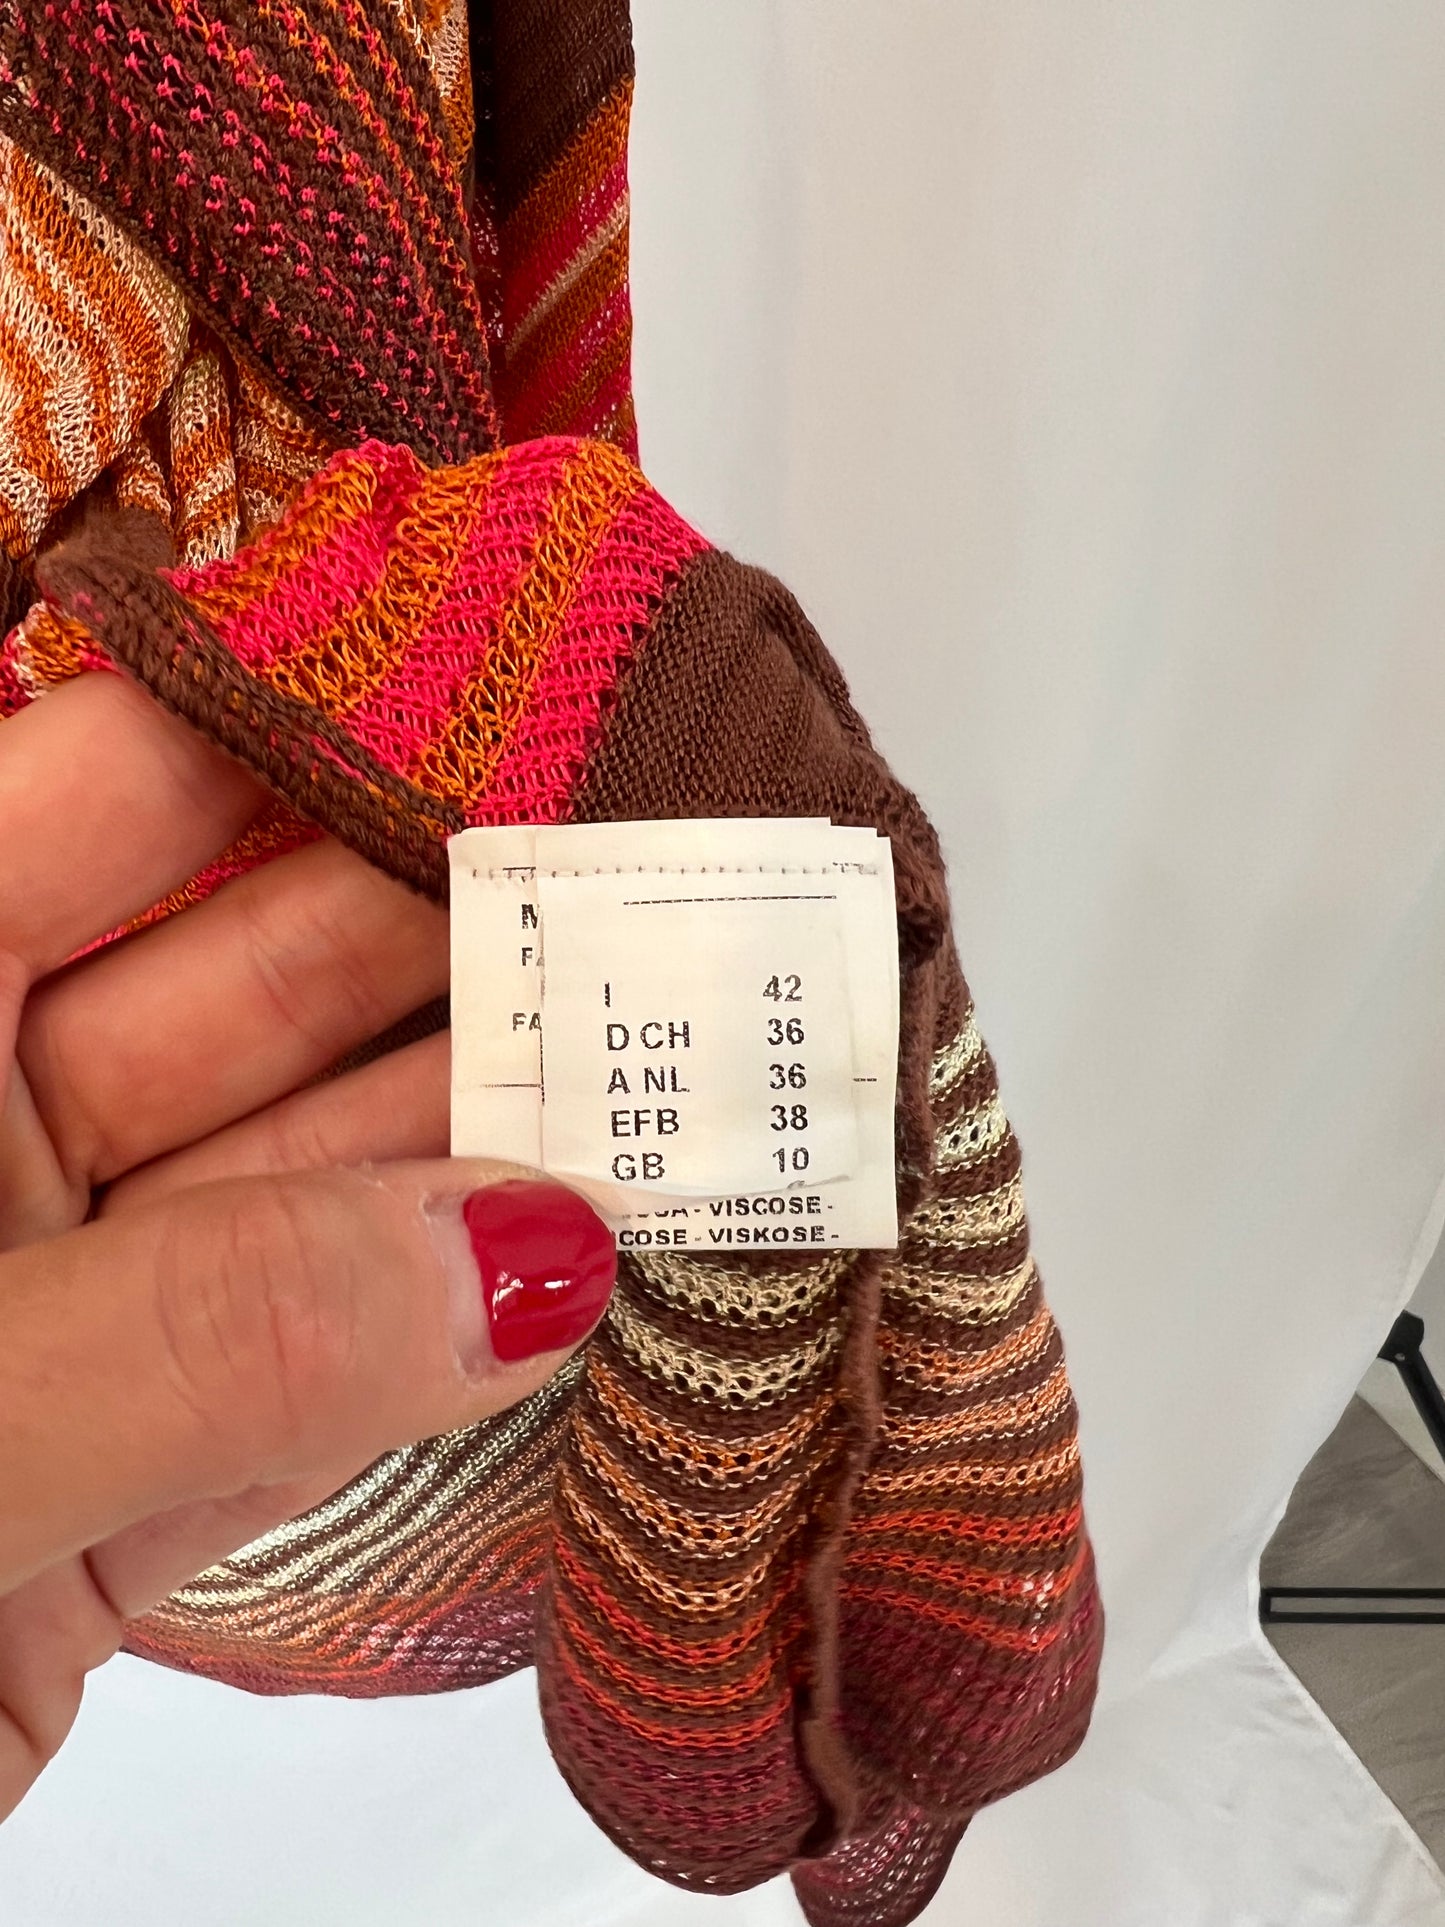 I 42
D CH 36
A NL 36
EFB 38
GB 10
- VISCOSE -
- VISKOSE -